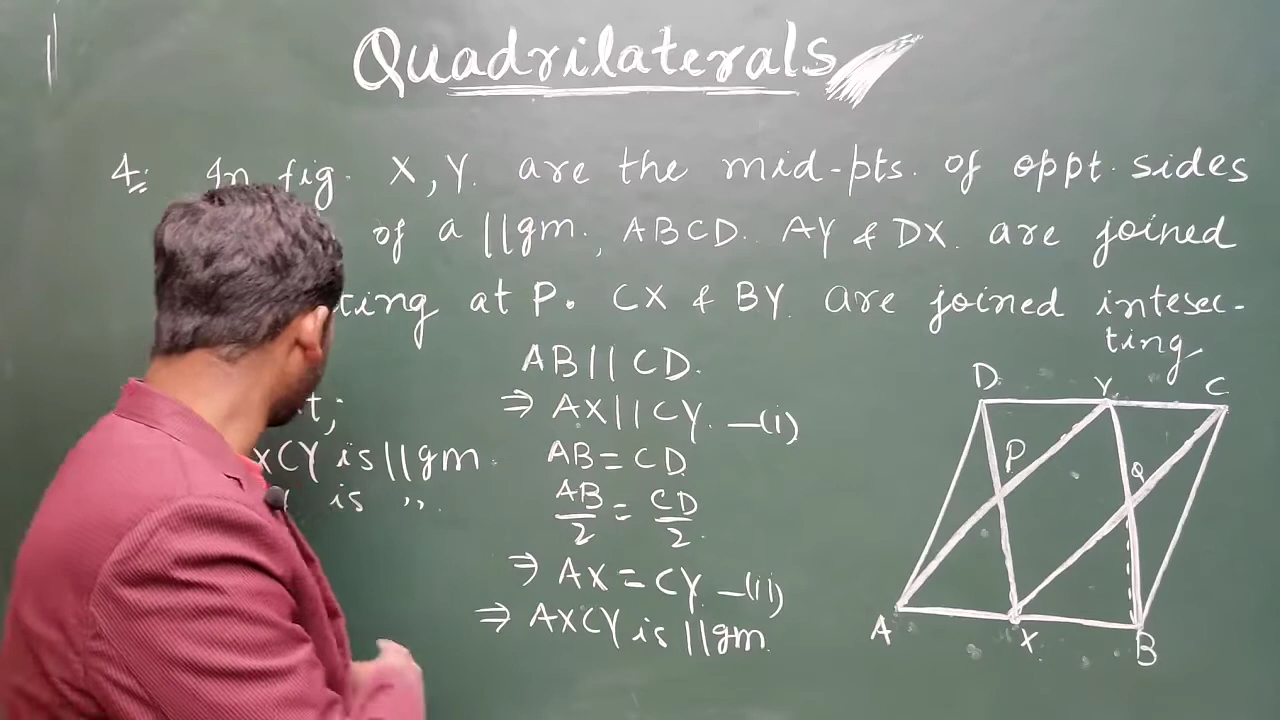 Quadrilaterals
4: In fig. X, Y are the mid-pts. of oppt. sides
of a ||gm., ABCD. AY & DX are joined
ting at P. CX & BY are joined intesec-
ting
AB || CD.
t;
⇒ AX || CY. —(i)
XCY is ||gm.
AB = CD
is ,,.
AB/2 = CD/2.
⇒ AX = CY —(ii)
⇒ AXCY is ||gm.
D Y C
P
Q
A X B